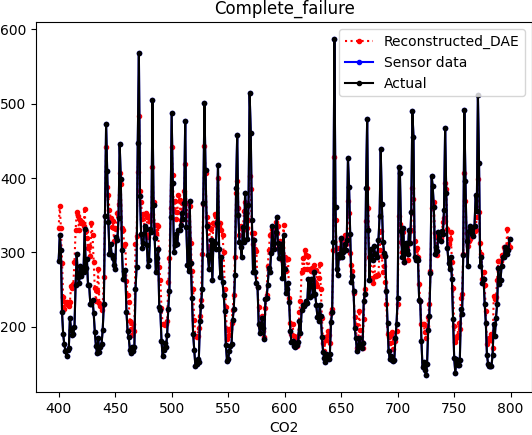 Complete_failure
Reconstructed_DAE
Sensor data
Actual
600
500
400
300
200
400 450 500 550 600 650 700 750 800
CO2